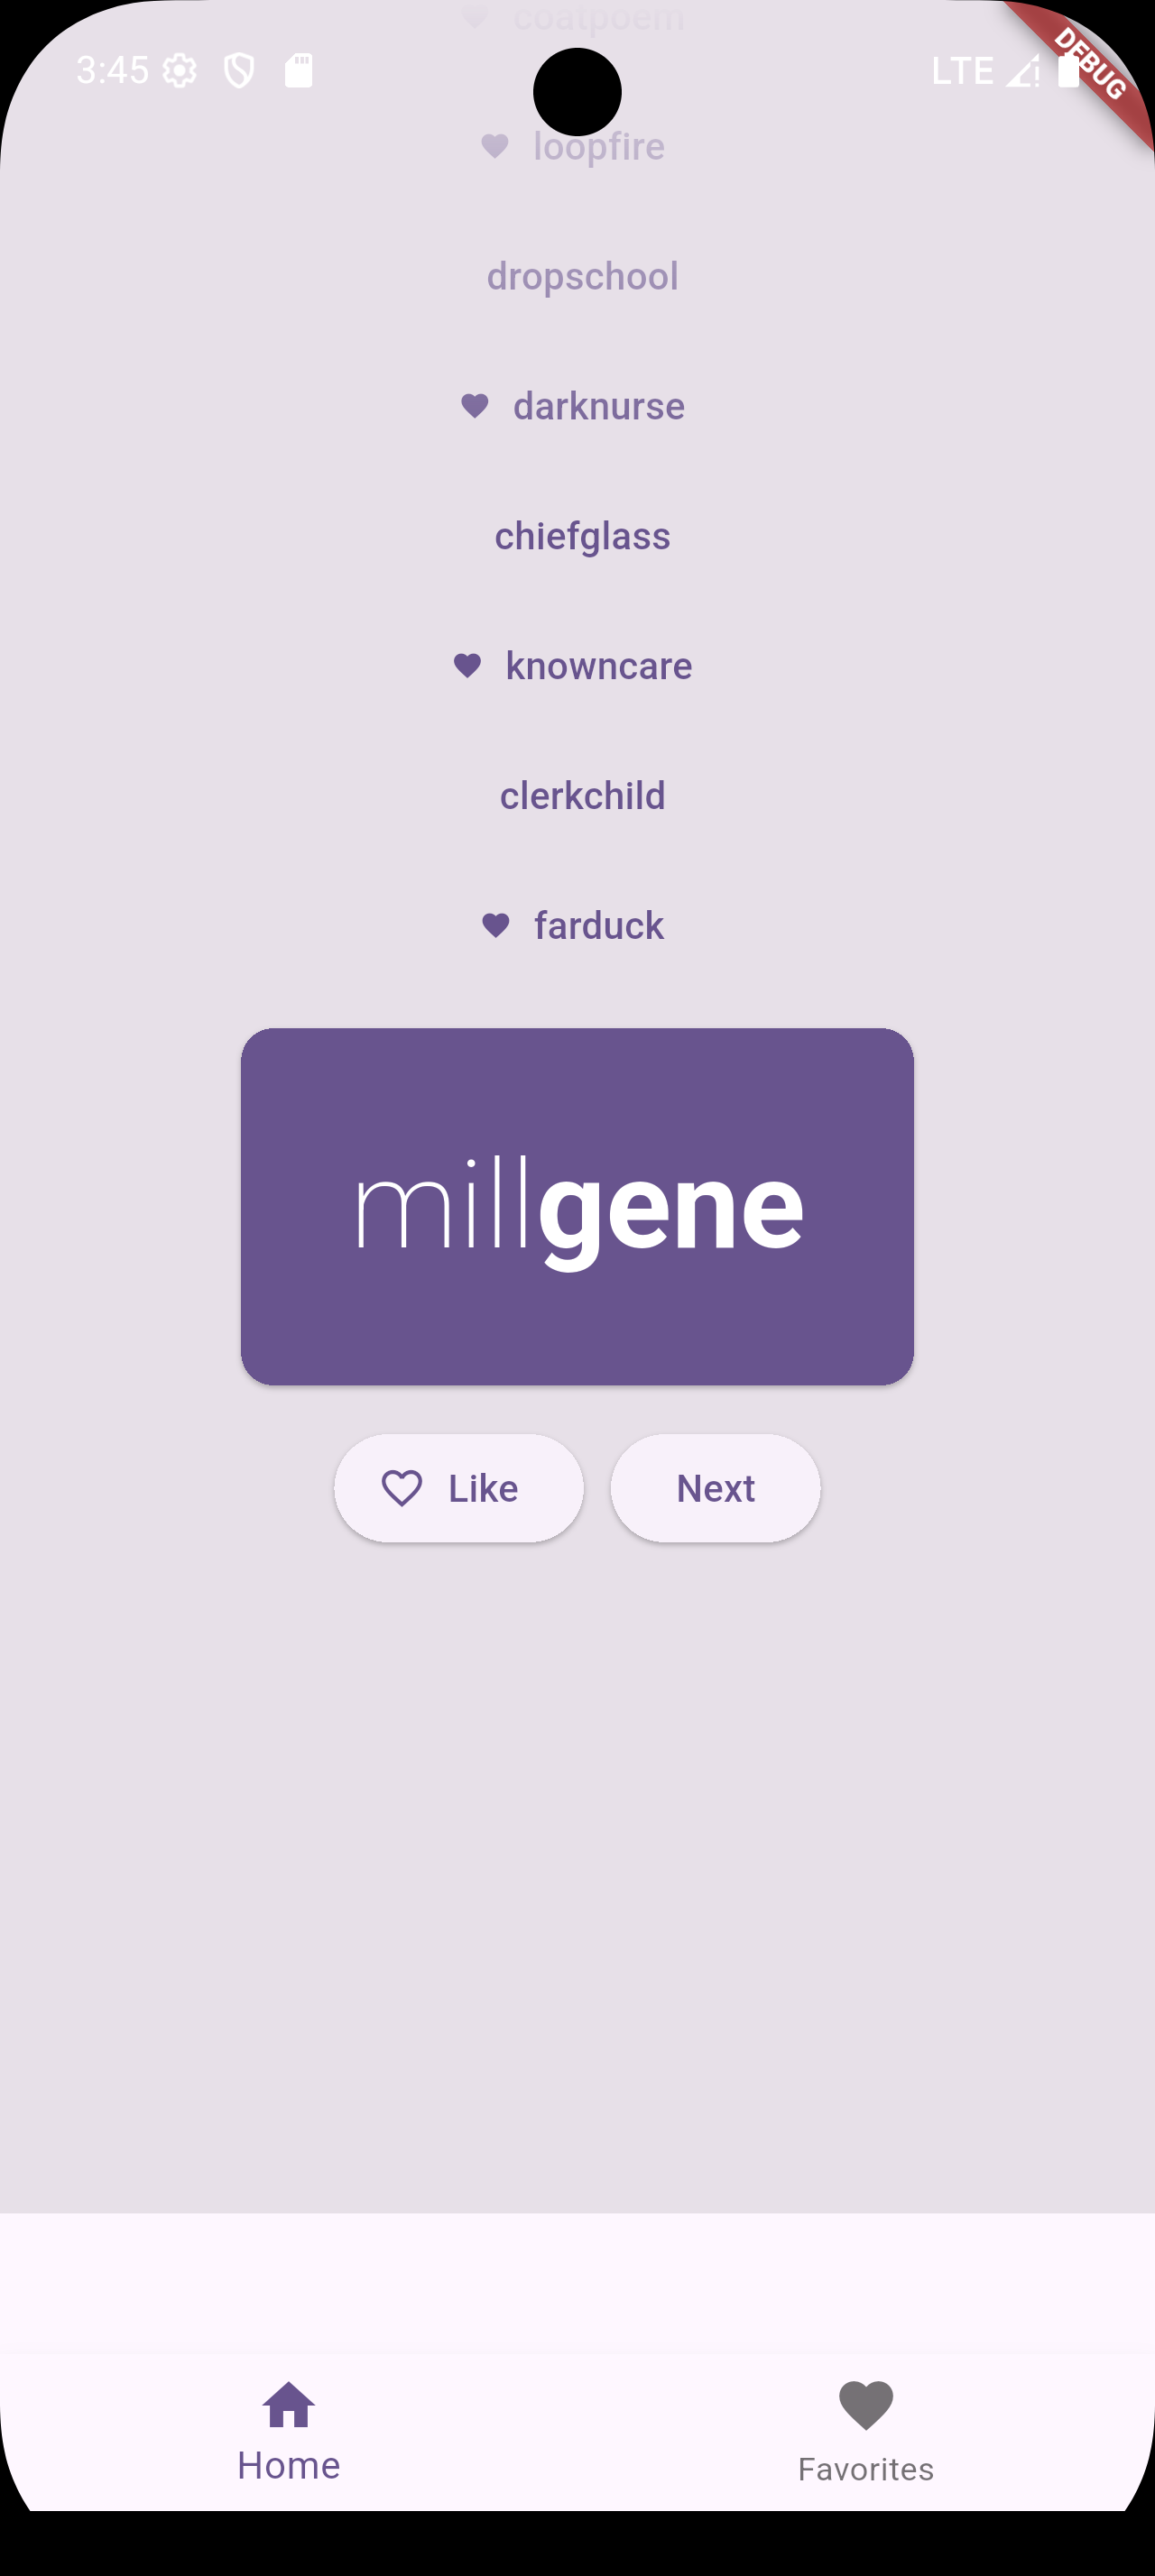 coatpoem
3:45 LTE DEBUG
loopfire
dropschool
darknurse
chiefglass
knowncare
clerkchild
farduck
millgene
Like Next
Home Favorites